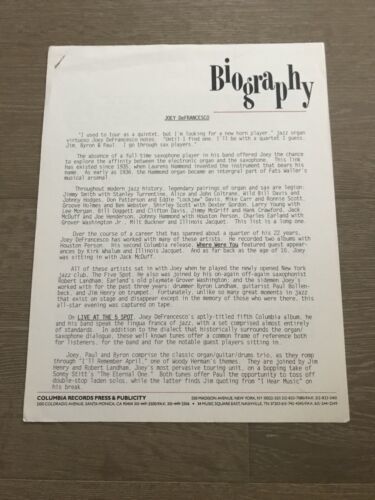 Biography
JOEY DeFRANCESCO
"I used to tour as a quintet, but I'm looking for a new horn player," jazz organ
virtuoso Joey DeFrancesco notes. "Until I find one, I'll be with a quartet I guess,
Jim, Byron & Paul. I go through sax players."
The absence of a full time saxophone player in his band offered Joey the chance
to explore the affinity between the electronic organ and the saxophone. This link
has existed since 1935, when Laurens Hammond invented the instrument that bears his
name. As early as 1936, the Hammond organ became an intergral part of Fats Waller's
musical arsenal.
Throughout modern jazz history, legendary pairings of organ and sax are legion:
Jimmy Smith with Stanley Turrentine, Arnett Cobb and Ornette Coleman, Wild Bill Davis and
Johnny Hodges, Don Patterson and Eddie "Lockjaw" Davis, Mike Carr and Ronnie Scott,
Groove Holmes and Ben Webster, Shirley Scott with Dexter Gordon, Larry Young with
Lee Morgan, Bill Doggett and Clifton Davis, Jimmy McGriff and Hank Crawford, Jack
McDuff and Joe Henderson, Johnny Hammond with Houston Person, Charles Earland with
Grover Washington Jr., Milt Buckner and Illinois Jacquet. This list is a long one.
Over the course of a career that has spanned about a quarter of his 22 years,
Joey DeFrancesco has worked with many of these artists. He recorded two albums with
Houston Person. His second Columbia release, Where Were You featured guest appear-
ances by Kirk Whalum and Illinois Jacquet. And as far back as the age of 16, Joey
was sitting in with Jack McDuff.
All of these artists sat in with Joey when he played the newly opened New York
jazz club, The Five Spot. He also was joined by his on-again off-again saxophonist
Robert Landham; Earland's old playmate Grover Washington; and the sidemen Joey's
worked with for the past three years: drummer Byron Landham, guitarist Paul Bollen-
beck, and Jim Henry on trumpet. Fortunately, unlike so many great moments in jazz
that exist on stage and disappear except in the memory of those who were there, this
all-star evening was captured on tape.
On LIVE AT THE 5 SPOT, Joey DeFrancesco's aptly-titled fifth Columbia album, he
and his band speak the lingua franca of jazz, with a set comprised almost entirely
of standards. In addition to the dialect that historically surrounds the organ/
saxophone dialogue, these well known tunes offer a common frame of reference both
for listeners, for the band and for the notable guest players sitting in.
Joey, Paul and Byron comprise the classic organ/guitar/drums trio, as they romp
through "I'll Remember April," one of Woody Herman's themes. They are joined by Jim
Henry and Robert Landham, Joey's most pervasive touring unit, on a bopping take of
Sonny Stitt's "The Eternal One." Both tunes offer Paul the opportunity to toss off
double-stop laden solos, while the latter finds Jim quoting from "I Hear Music" on
his break.
COLUMBIA RECORDS PRESS & PUBLICITY